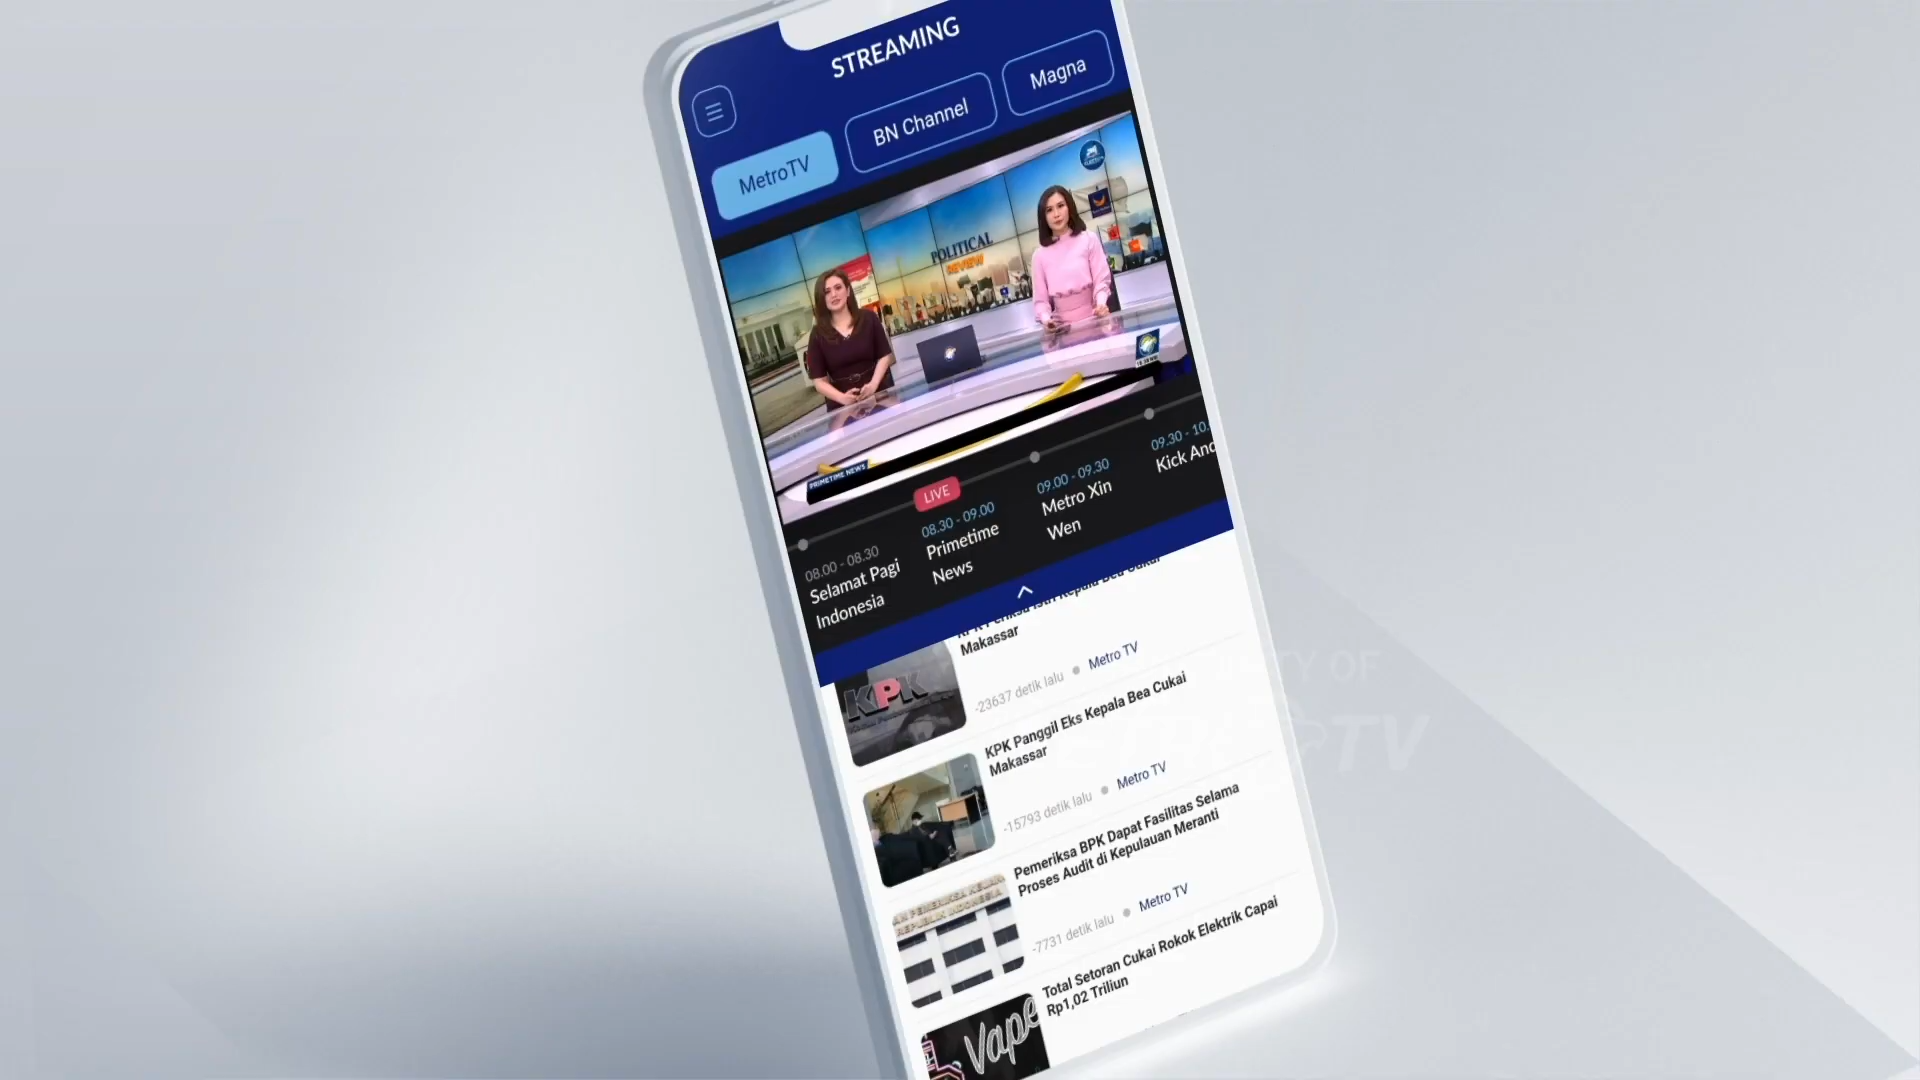 STREAMING
MetroTV
BN Channel
Magna
POLITICAL
REVIEW
PRIMETIME NEWS
LIVE
08.00 - 08.30
Selamat Pagi
Indonesia
08.30 - 09.00
Primetime
News
09.00 - 09.30
Metro Xin
Wen
09.30 - 10.
Kick And
Makassar
KPK
-23637 detik lalu
Metro TV
KPK Panggil Eks Kepala Bea Cukai
Makassar
-15793 detik lalu
Metro TV
Pemeriksa BPK Dapat Fasilitas Selama
Proses Audit di Kepulauan Meranti
-7731 detik lalu
Metro TV
Total Setoran Cukai Rokok Elektrik Capai
Rp1,02 Triliun
Vape
TY OF
TV